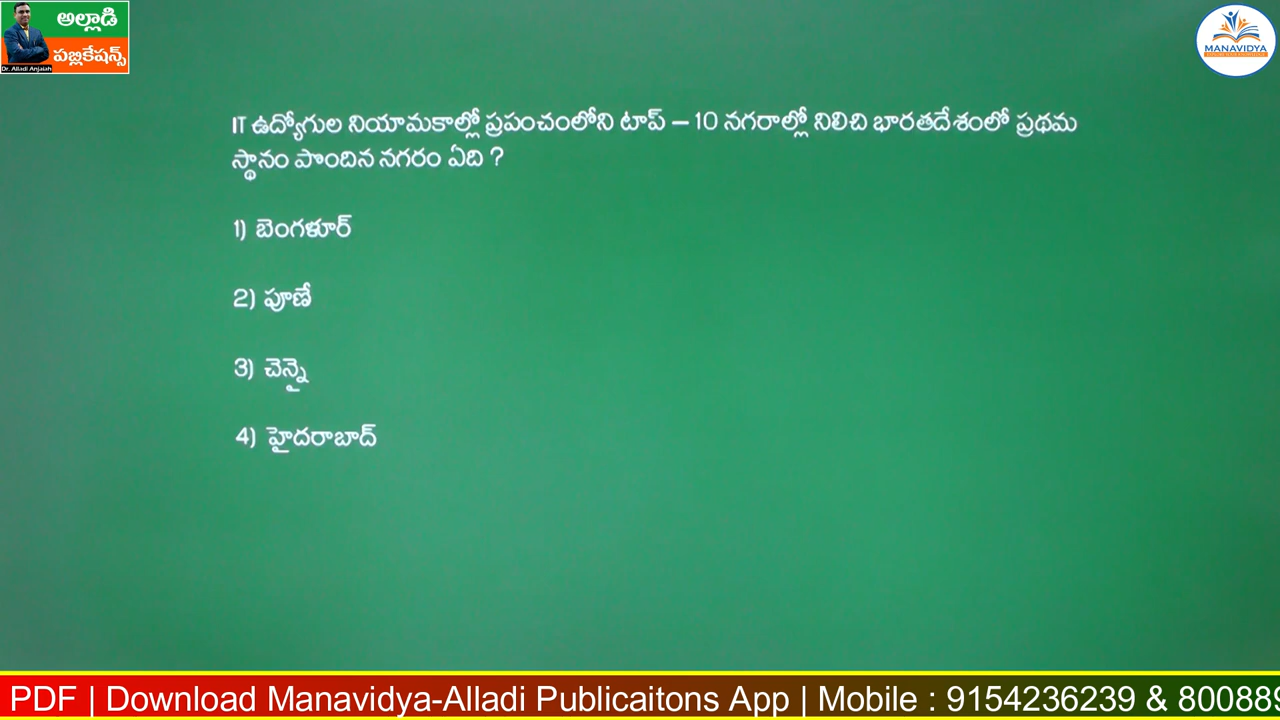 అల్లాడి
పబ్లికేషన్స్
Dr. Alladi Anjaiah
MANAVIDYA
IT ఉద్యోగుల నియామకాల్లో ప్రపంచంలోని టాప్ – 10 నగరాల్లో నిలిచి భారతదేశంలో ప్రథమ
స్థానం పొందిన నగరం ఏది ?
1) బెంగళూర్
2) పూణే
3) చెన్నై
4) హైదరాబాద్
PDF | Download Manavidya-Alladi Publicaitons App | Mobile : 9154236239 & 800889